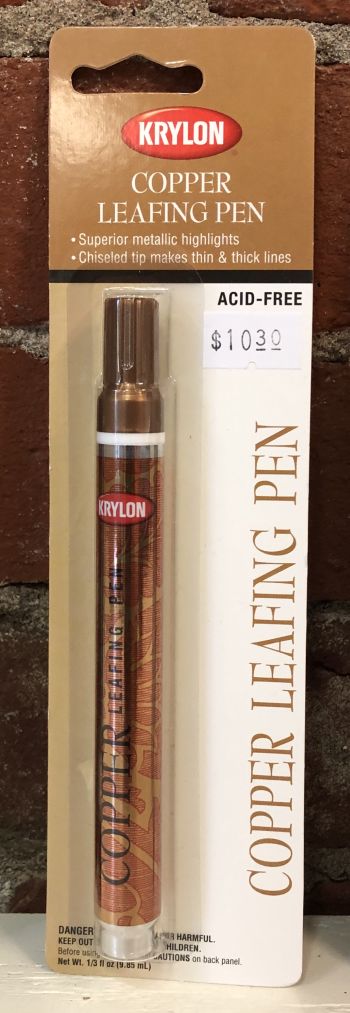 KRYLON
COPPER
LEAFING PEN
• Superior metallic highlights
• Chiseled tip makes thin & thick lines
ACID-FREE
$10.30
COPPER LEAFING PEN
KRYLON
COPPER LEAFING PEN
DANGER HARMFUL.
KEEP OUT CHILDREN.
Before using CAUTIONS on back panel.
Net Wt. 1/3 fl oz (9.85 mL)